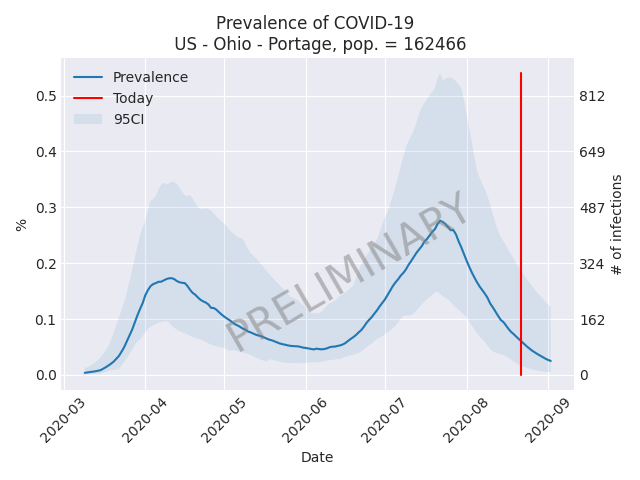 Prevalence of COVID-19
US - Ohio - Portage, pop. = 162466
Prevalence
Today
95CI
0.5
0.4
0.3
0.2
0.1
0.0
%
812
649
487
324
162
0
# of infections
PRELIMINARY
2020-03
2020-04
2020-05
2020-06
2020-07
2020-08
2020-09
Date